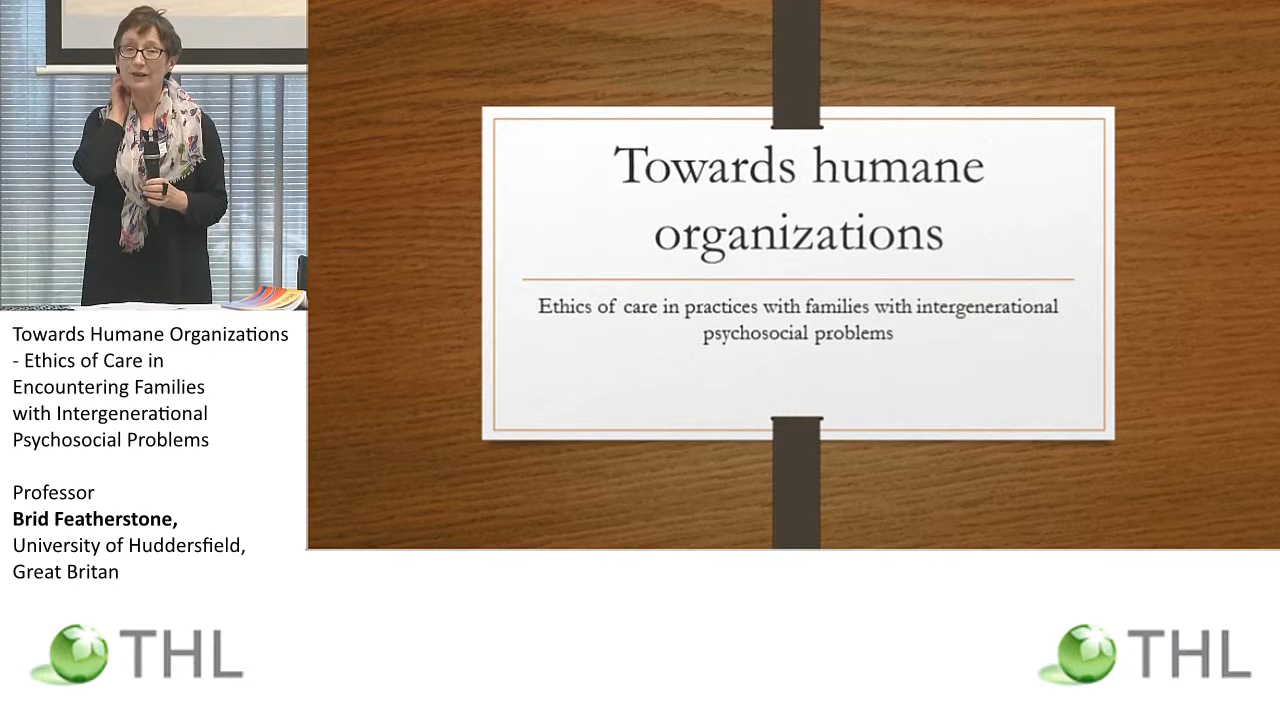 Towards humane
organizations
Ethics of care in practices with families with intergenerational
psychosocial problems
Towards Humane Organizations
- Ethics of Care in
Encountering Families
with Intergenerational
Psychosocial Problems
Professor
Brid Featherstone,
University of Huddersfield,
Great Britan
THL
THL